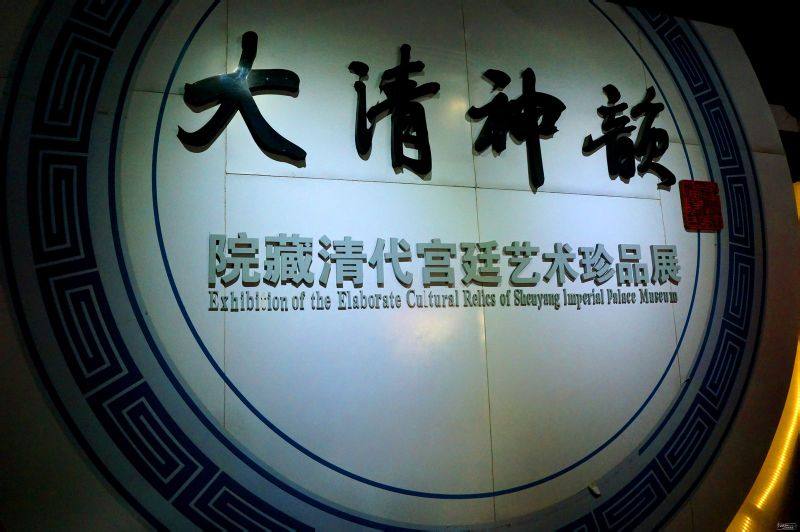 大清神韵
院藏清代宫廷艺术珍品展
Exhibition of the Elaborate Cultural Relics of Shenyang Imperial Palace Museum